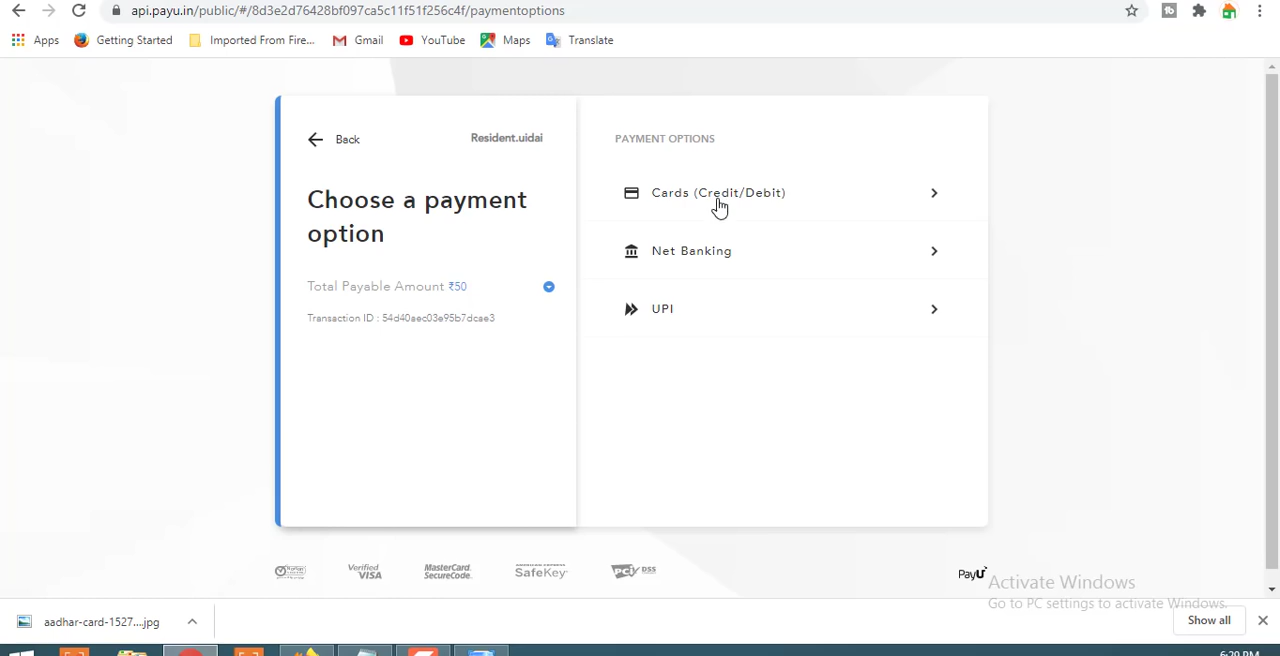 api.payu.in/public/#/8d3e2d76428bf097ca5c11f51f256c4f/paymentoptions
Apps Getting Started Imported From Fire... Gmail YouTube Maps Translate
Back Resident.uidai
Choose a payment
option
Total Payable Amount ₹50
Transaction ID : 54d40aec03e95b7dcae3
PAYMENT OPTIONS
Cards (Credit/Debit)
Net Banking
UPI
Verified
VISA
MasterCard.
SecureCode.
SafeKey
PCI DSS
PayU
Activate Windows
Go to PC settings to activate Windows.
aadhar-card-1527....jpg
Show all
6:29 PM